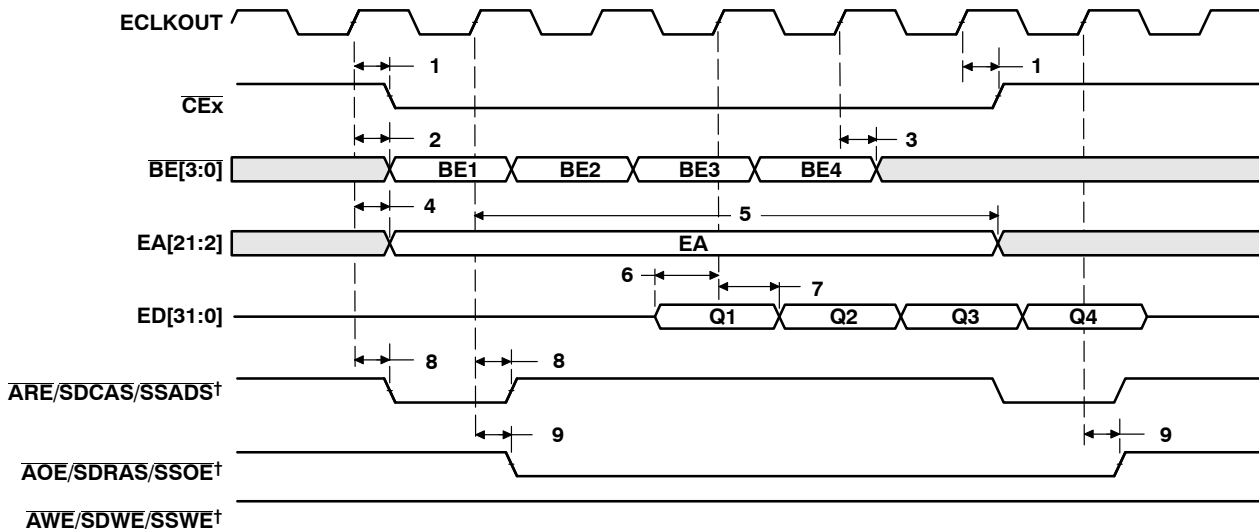 ECLKOUT
1 1
CEx
2 3
BE[3:0] BE1 BE2 BE3 BE4
4 5
EA[21:2] EA
6 7
ED[31:0] Q1 Q2 Q3 Q4
8 8
ARE/SDCAS/SSADS†
9 9
AOE/SDRAS/SSOE†
AWE/SDWE/SSWE†